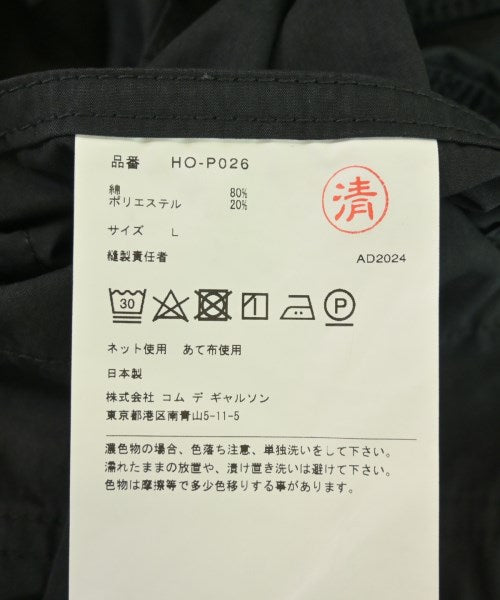 品番 HO-P026
綿 80%
ポリエステル 20%
清
サイズ L
縫製責任者 AD2024
30 P
ネット使用 あて布使用
日本製
株式会社 コム デ ギャルソン
東京都港区南青山5-11-5
濃色物の場合、色落ち注意、単独洗いをして下さい。
濡れたままの放置や、漬け置き洗いは避けて下さい。
色物は摩擦等で多少色移りする事があります。